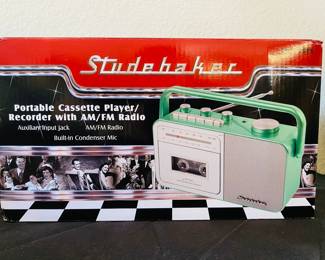 Studebaker
Portable Cassette Player/
Recorder with AM/FM Radio
Auxiliary Input jack AM/FM Radio
Built-in Condenser Mic